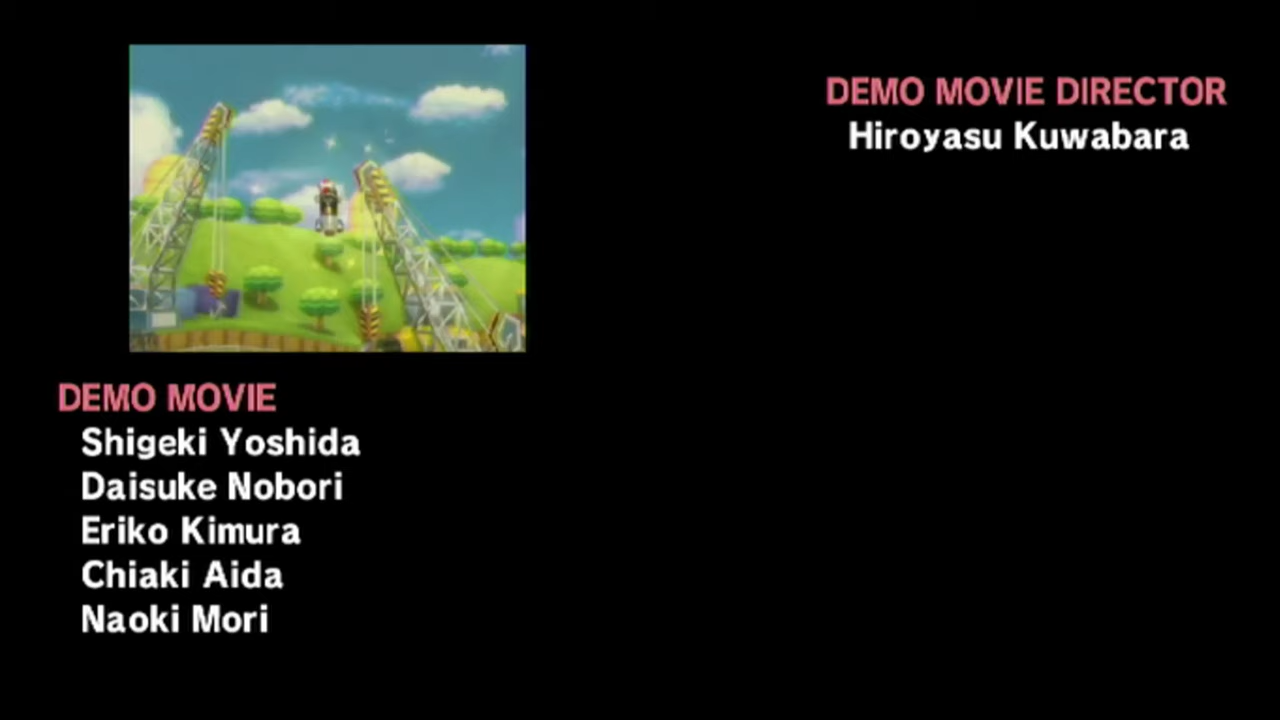 DEMO MOVIE DIRECTOR
Hiroyasu Kuwabara
DEMO MOVIE
Shigeki Yoshida
Daisuke Nobori
Eriko Kimura
Chiaki Aida
Naoki Mori